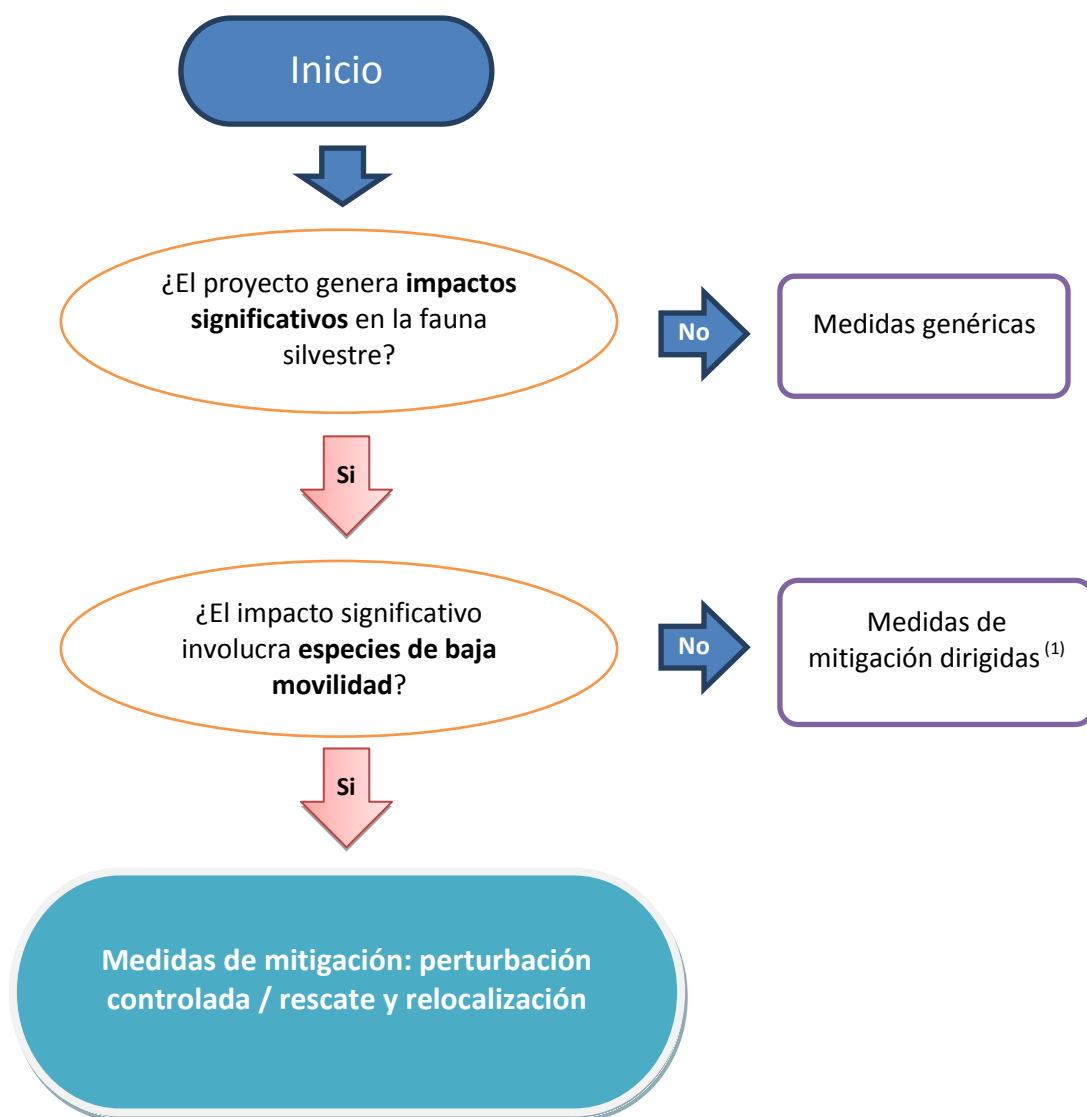 Inicio
¿El proyecto genera impactos
significativos en la fauna
silvestre?
No
Medidas genéricas
Si
¿El impacto significativo
involucra especies de baja
movilidad?
No
Medidas de
mitigación dirigidas (1)
Si
Medidas de mitigación: perturbación
controlada / rescate y relocalización